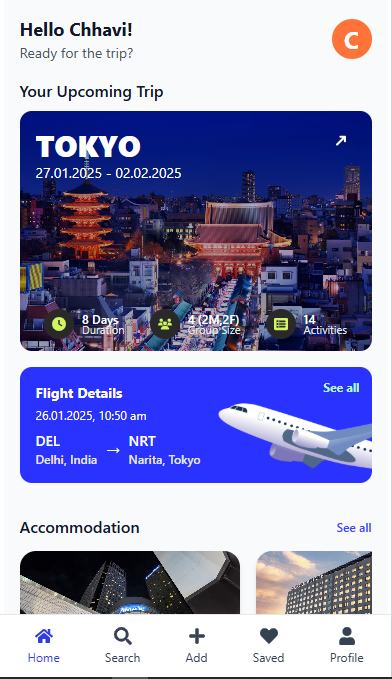 Hello Chhavi!
Ready for the trip?
C
Your Upcoming Trip
TOKYO
27.01.2025 - 02.02.2025
8 Days
Duration
4 (2M,2F)
Group Size
14
Activities
Flight Details
See all
26.01.2025, 10:50 am
DEL → NRT
Delhi, India Narita, Tokyo
Accommodation
See all
Home Search Add Saved Profile